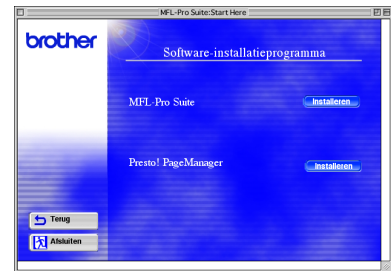 MFL-Pro Suite:Start Here
brother
Software-installatieprogramma
MFL-Pro Suite
Installeren
Presto! PageManager
Installeren
Terug
Afsluiten